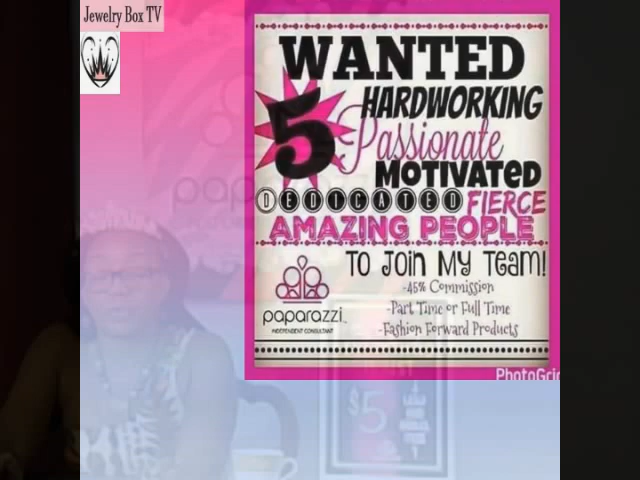 Jewelry Box TV
WANTED
5
HARDWORKING
Passionate
MOTIVATED
DEDICATED FIERCE
AMAZING PEOPLE
TO JOIN MY TEAM!
-45% Commission
-Part Time or Full Time
-Fashion Forward Products
paparazzi
INDEPENDENT CONSULTANT
PhotoGrid
$5